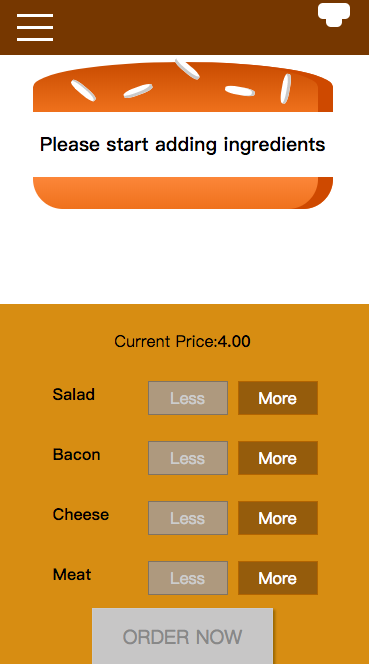 Please start adding ingredients
Current Price:4.00
Salad Less More
Bacon Less More
Cheese Less More
Meat Less More
ORDER NOW